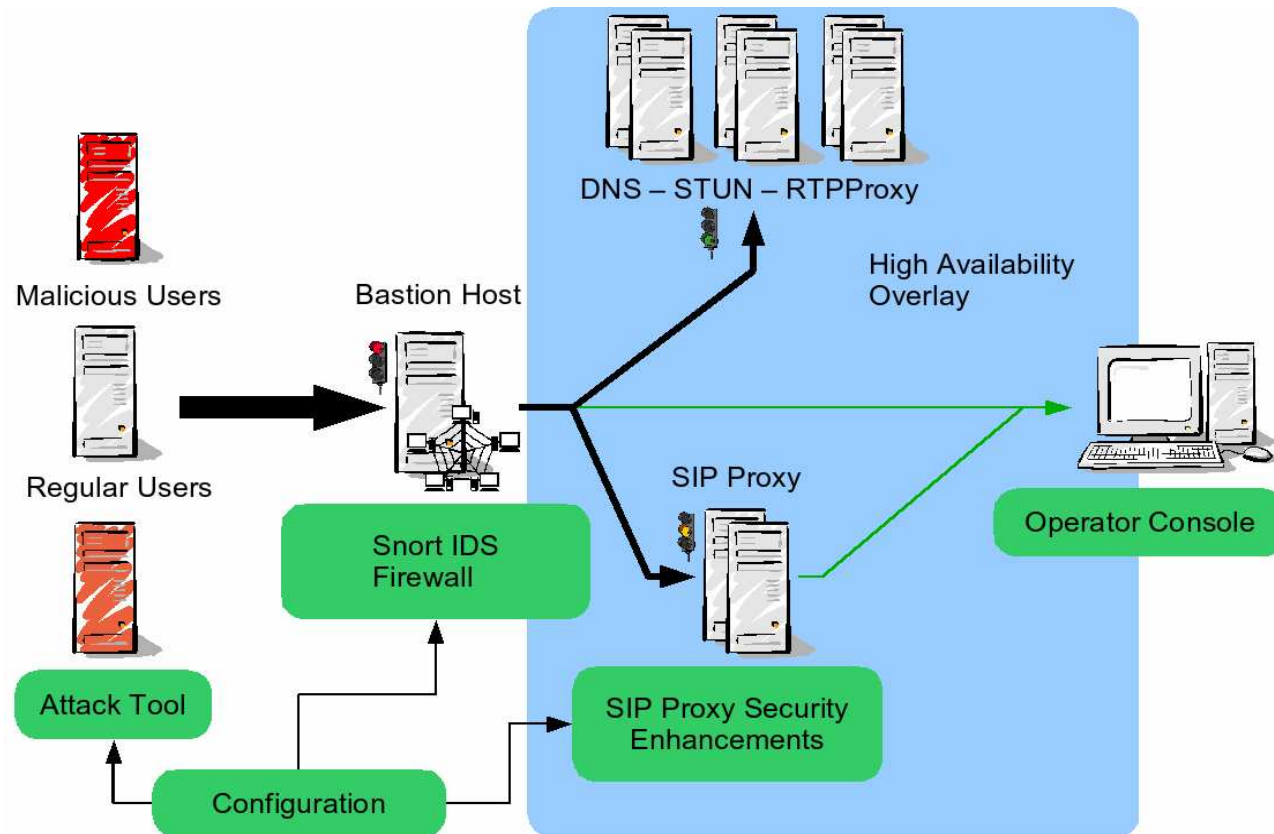 DNS – STUN – RTPProxy
High Availability
Overlay
Malicious Users
Bastion Host
Regular Users
SIP Proxy
Operator Console
Snort IDS
Firewall
Attack Tool
SIP Proxy Security
Enhancements
Configuration